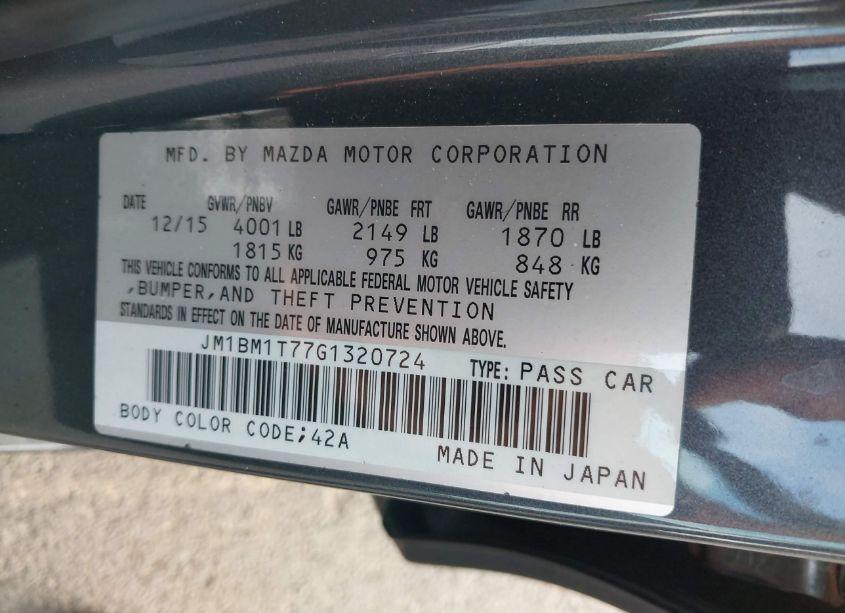 MFD. BY MAZDA MOTOR CORPORATION
DATE GVWR/PNBV GAWR/PNBE FRT GAWR/PNBE RR
12/15 4001 LB 2149 LB 1870 LB
1815 KG 975 KG 848 KG
THIS VEHICLE CONFORMS TO ALL APPLICABLE FEDERAL MOTOR VEHICLE SAFETY
,BUMPER,AND THEFT PREVENTION
STANDARDS IN EFFECT ON THE DATE OF MANUFACTURE SHOWN ABOVE.
JM1BM1T77G1320724 TYPE: PASS CAR
BODY COLOR CODE;42A
MADE IN JAPAN